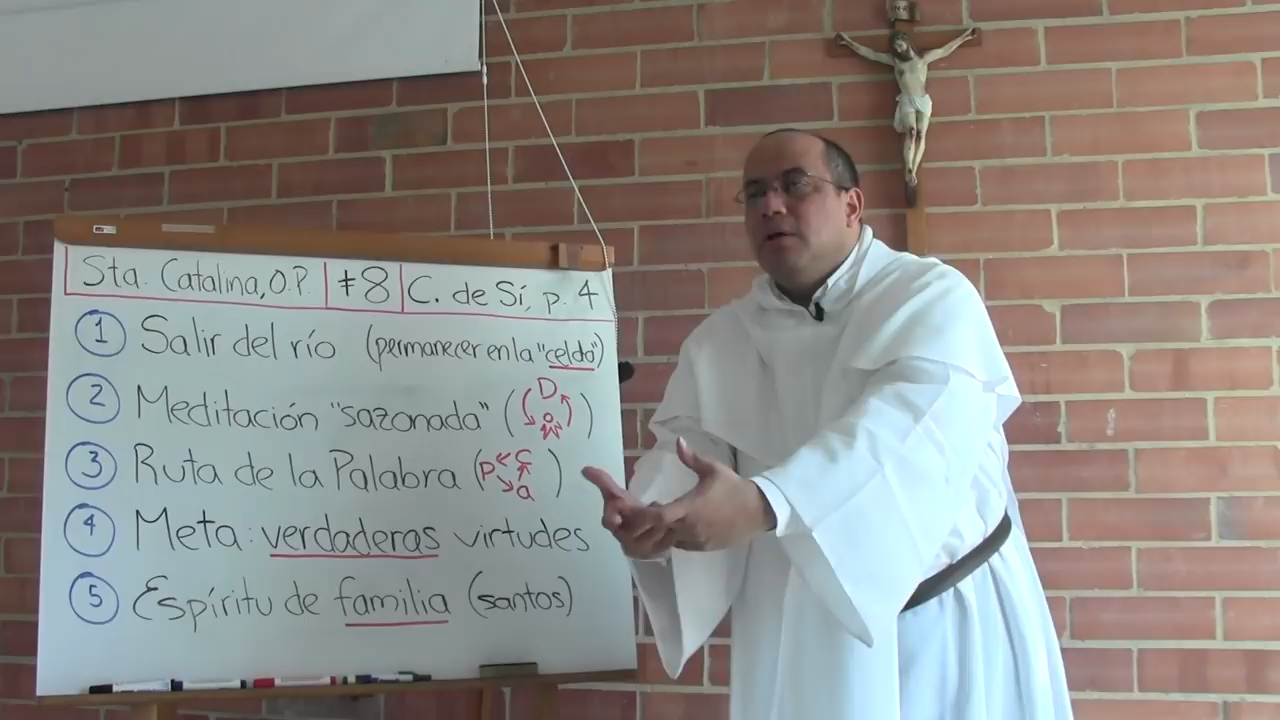 Sta. Catalina, O.P. #8 C. de Sí, p. 4
1 Salir del río (permanecer en la "celda")
2 Meditación "sazonada" ( D )
3 Ruta de la Palabra (P C a)
4 Meta: verdaderas virtudes
5 Espíritu de familia (santos)